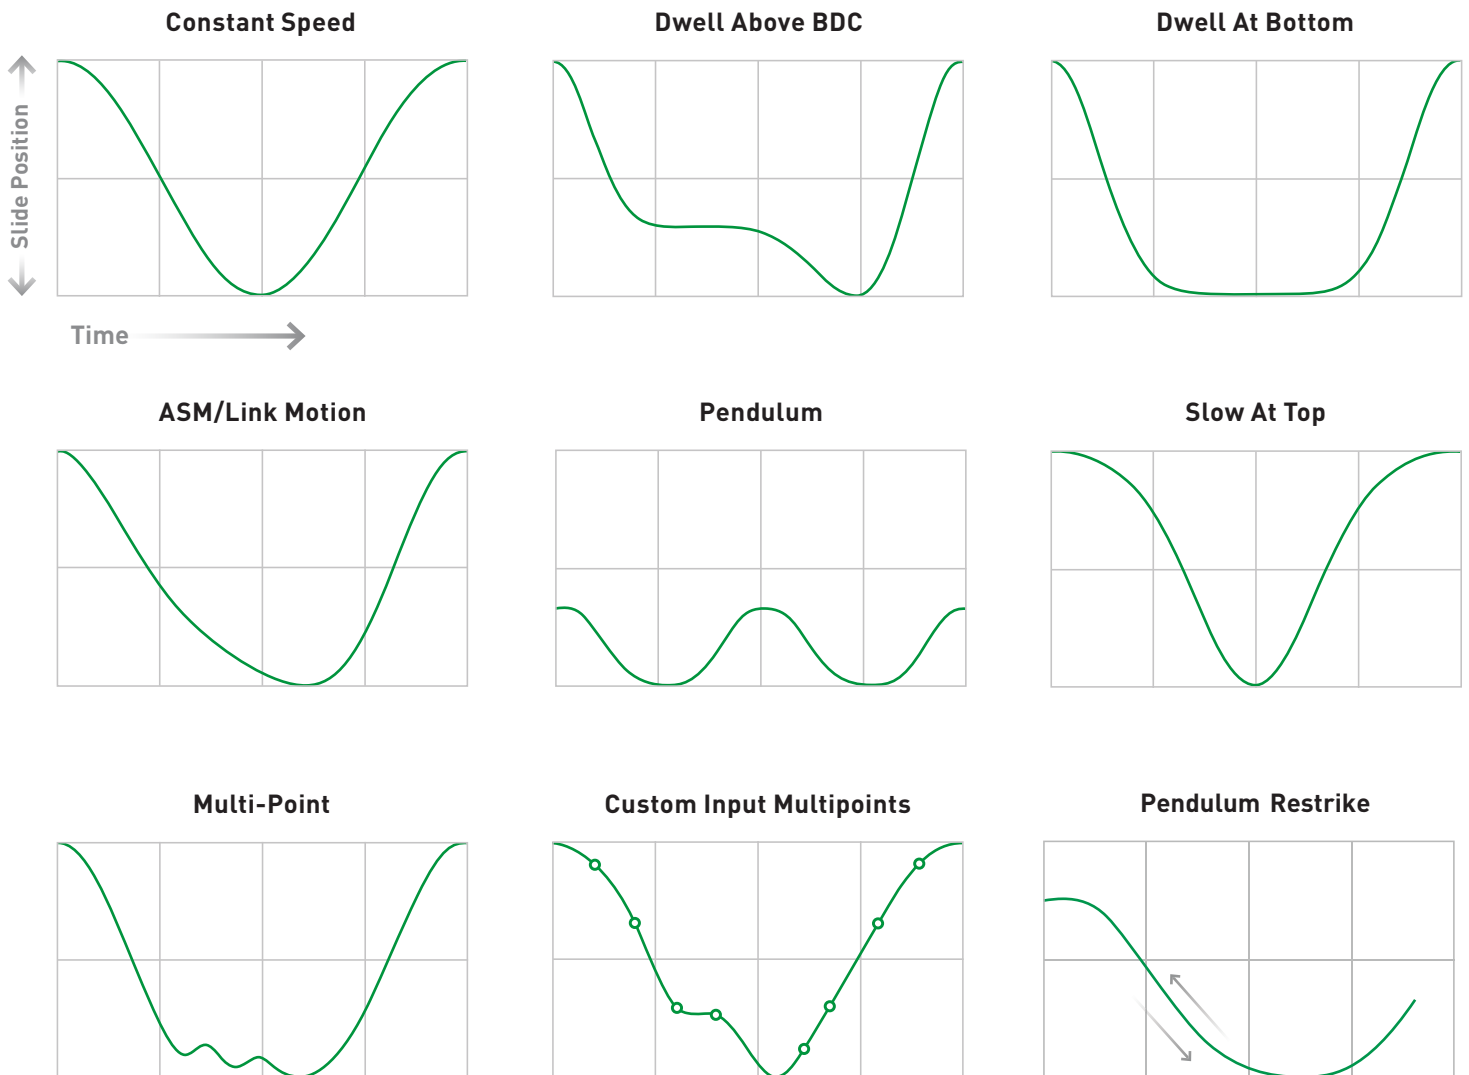 Constant Speed
Dwell Above BDC
Dwell At Bottom
Slide Position
Time
ASM/Link Motion
Pendulum
Slow At Top
Multi-Point
Custom Input Multipoints
Pendulum Restrike